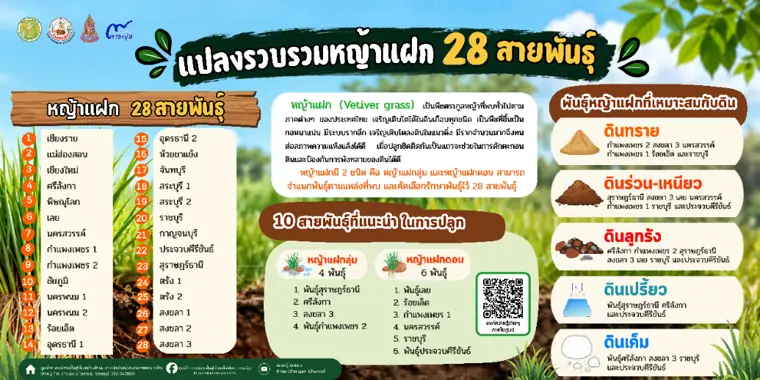 แปลงรวบรวมหญ้าแฝก 28 สายพันธุ์
หญ้าแฝก 28 สายพันธุ์
1 เชียงราย
2 แม่ฮ่องสอน
3 เชียงใหม่
4 ศรีลังกา
5 พิษณุโลก
6 เลย
7 นครสวรรค์
8 กำแพงเพชร 1
9 กำแพงเพชร 2
10 ชัยภูมิ
11 นครพนม 1
12 นครพนม 2
13 ร้อยเอ็ด
14 อุดรธานี 1
15 อุดรธานี 2
16 ห้วยขาแข้ง
17 จันทบุรี
18 สระบุรี 1
19 สระบุรี 2
20 ราชบุรี
21 กาญจนบุรี
22 ประจวบคีรีขันธ์
23 สุราษฎร์ธานี
24 ตรัง 1
25 ตรัง 2
26 สงขลา 1
27 สงขลา 2
28 สงขลา 3
หญ้าแฝก (Vetiver grass) เป็นพืชตระกูลหญ้าที่พบทั่วไปตาม
ภาคต่างๆ ของประเทศไทย เจริญเติบโตได้ดินเกือบทุกชนิด เป็นพืชที่ขึ้นเป็น
กอหนาแน่น มีระบบรากลึก เจริญเติบโตลงดินในแนวดิ่ง มีรากจำนวนมากจึงทน
ต่อสภาพความแห้งแล้งได้ดี เมื่อปลูกชิดติดกันเป็นแถวจะช่วยในการดักตะกอน
ดินและป้องกันการพังทลายของดินได้ดี
หญ้าแฝกมี 2 ชนิด คือ หญ้าแฝกลุ่ม และหญ้าแฝกดอน สามารถ
จำแนกพันธุ์ตามแหล่งที่พบ และคัดเลือกรักษาพันธุ์ไว้ 28 สายพันธุ์
10 สายพันธุ์ที่แนะนำ ในการปลูก
หญ้าแฝกลุ่ม
4 พันธุ์
1. พันธุ์สุราษฎร์ธานี
2. ศรีลังกา
3. สงขลา 3
4. พันธุ์กำแพงเพชร 2
หญ้าแฝกดอน
6 พันธุ์
1. พันธุ์เลย
2. ร้อยเอ็ด
3. กำแพงเพชร 1
4. นครสวรรค์
5. ราชบุรี
6. พันธุ์ประจวบคีรีขันธ์
พันธุ์หญ้าแฝกที่เหมาะสมกับดิน
ดินทราย
กำแพงเพชร 2 สงขลา 3 นครสวรรค์
กำแพงเพชร 1 ร้อยเอ็ด และราชบุรี
ดินร่วน-เหนียว
สุราษฎร์ธานี สงขลา 3 เลย นครสวรรค์
กำแพงเพชร 1 ราชบุรี และประจวบคีรีขันธ์
ดินลูกรัง
ศรีลังกา กำแพงเพชร 2 สุราษฎร์ธานี
สงขลา 3 เลย ราชบุรี และประจวบคีรีขันธ์
ดินเปรี้ยว
พันธุ์สุราษฎร์ธานี ศรีลังกา
และประจวบคีรีขันธ์
ดินเค็ม
พันธุ์ศรีลังกา สงขลา 3 ราชบุรี
และประจวบคีรีขันธ์